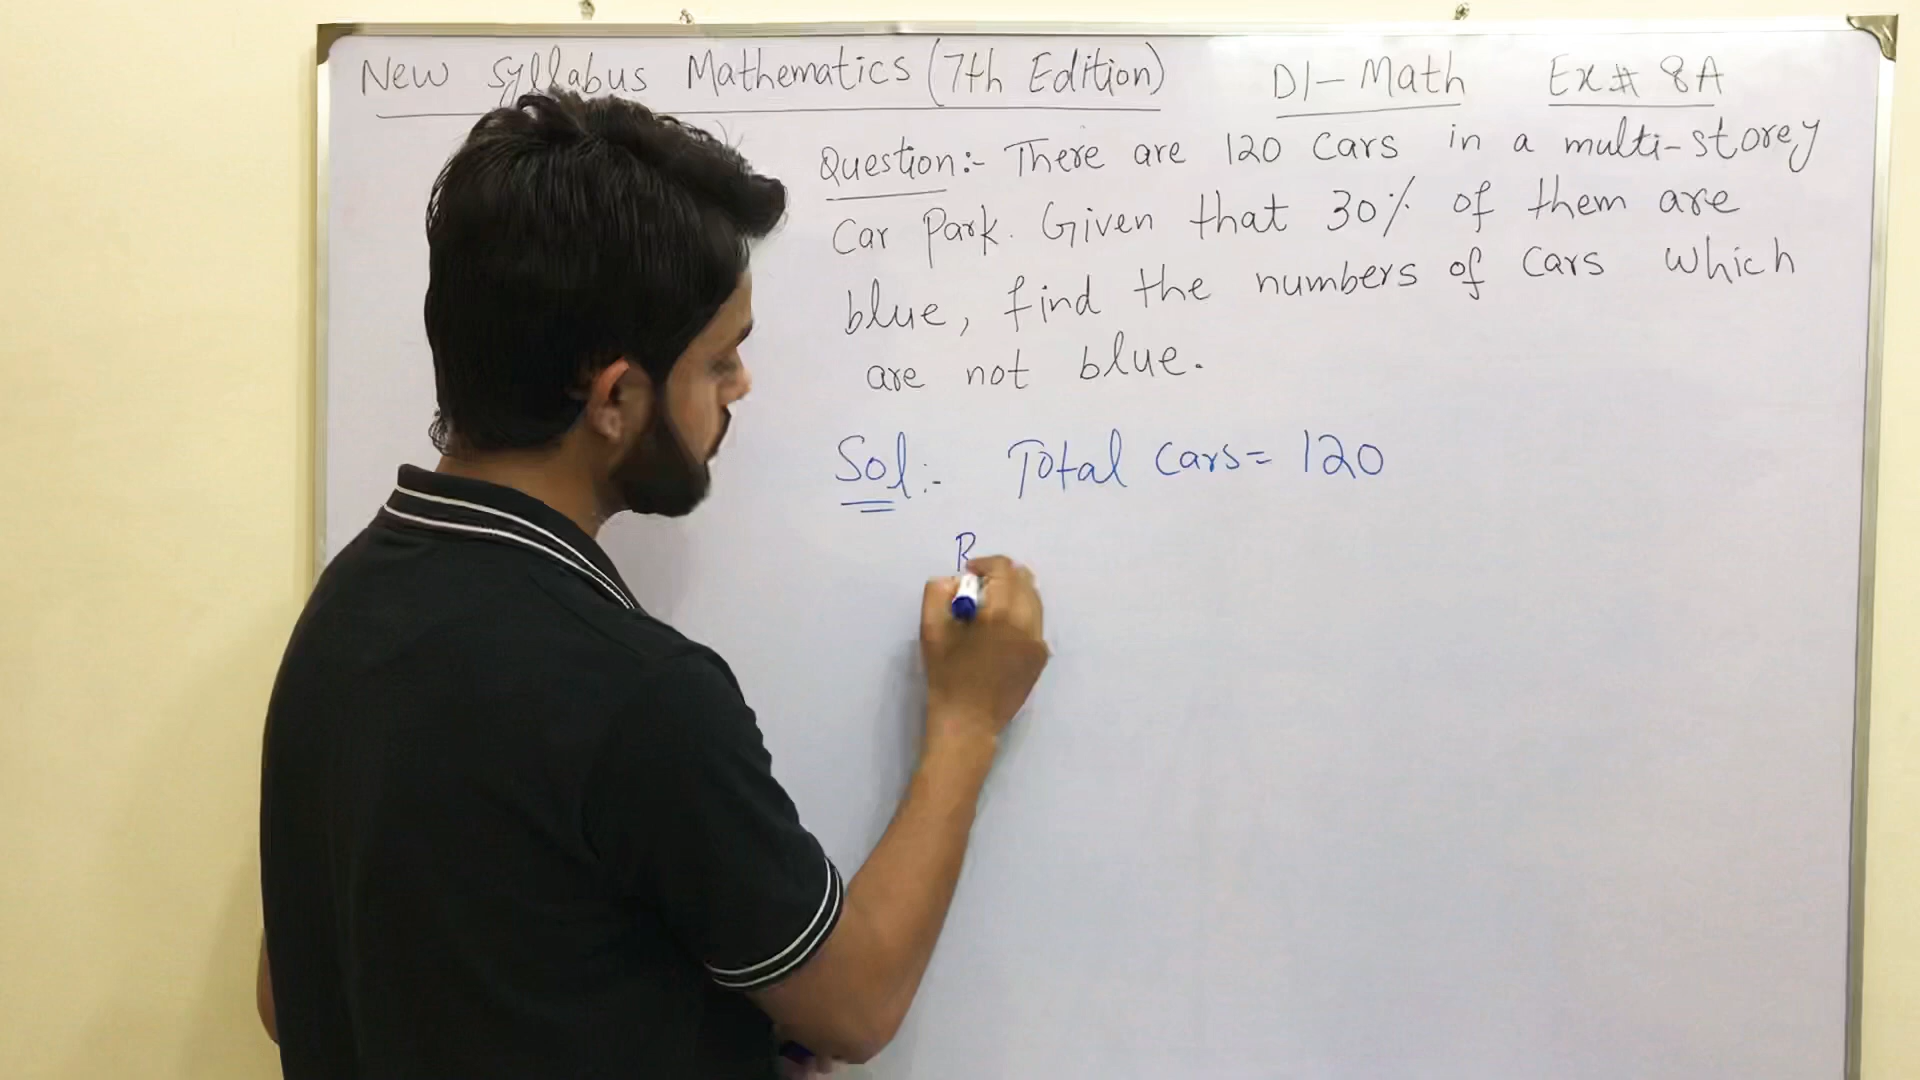 New Syllabus Mathematics (7th Edition) D1-Math Ex# 8A
Question:- There are 120 cars in a multi-storey
Car Park. Given that 30% of them are
blue, find the numbers of cars which
are not blue.
Sol:- Total cars = 120
B